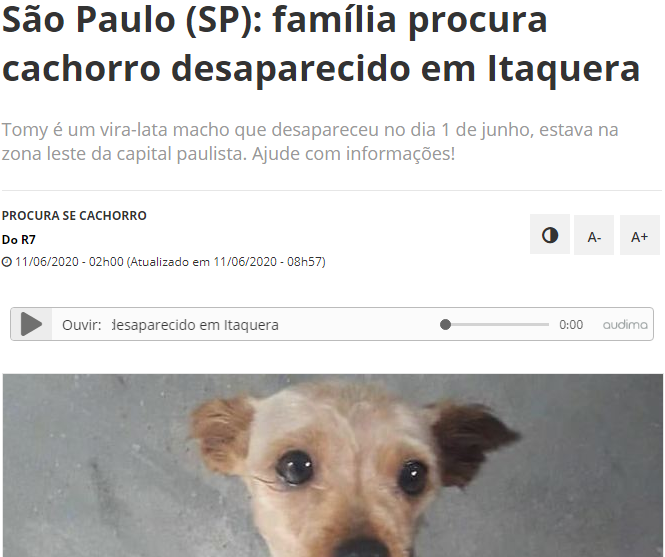 São Paulo (SP): família procura
cachorro desaparecido em Itaquera
Tomy é um vira-lata macho que desapareceu no dia 1 de junho, estava na
zona leste da capital paulista. Ajude com informações!
PROCURA SE CACHORRO
Do R7
11/06/2020 - 02h00 (Atualizado em 11/06/2020 - 08h57)
A- A+
Ouvir: desaparecido em Itaquera 0:00 audima